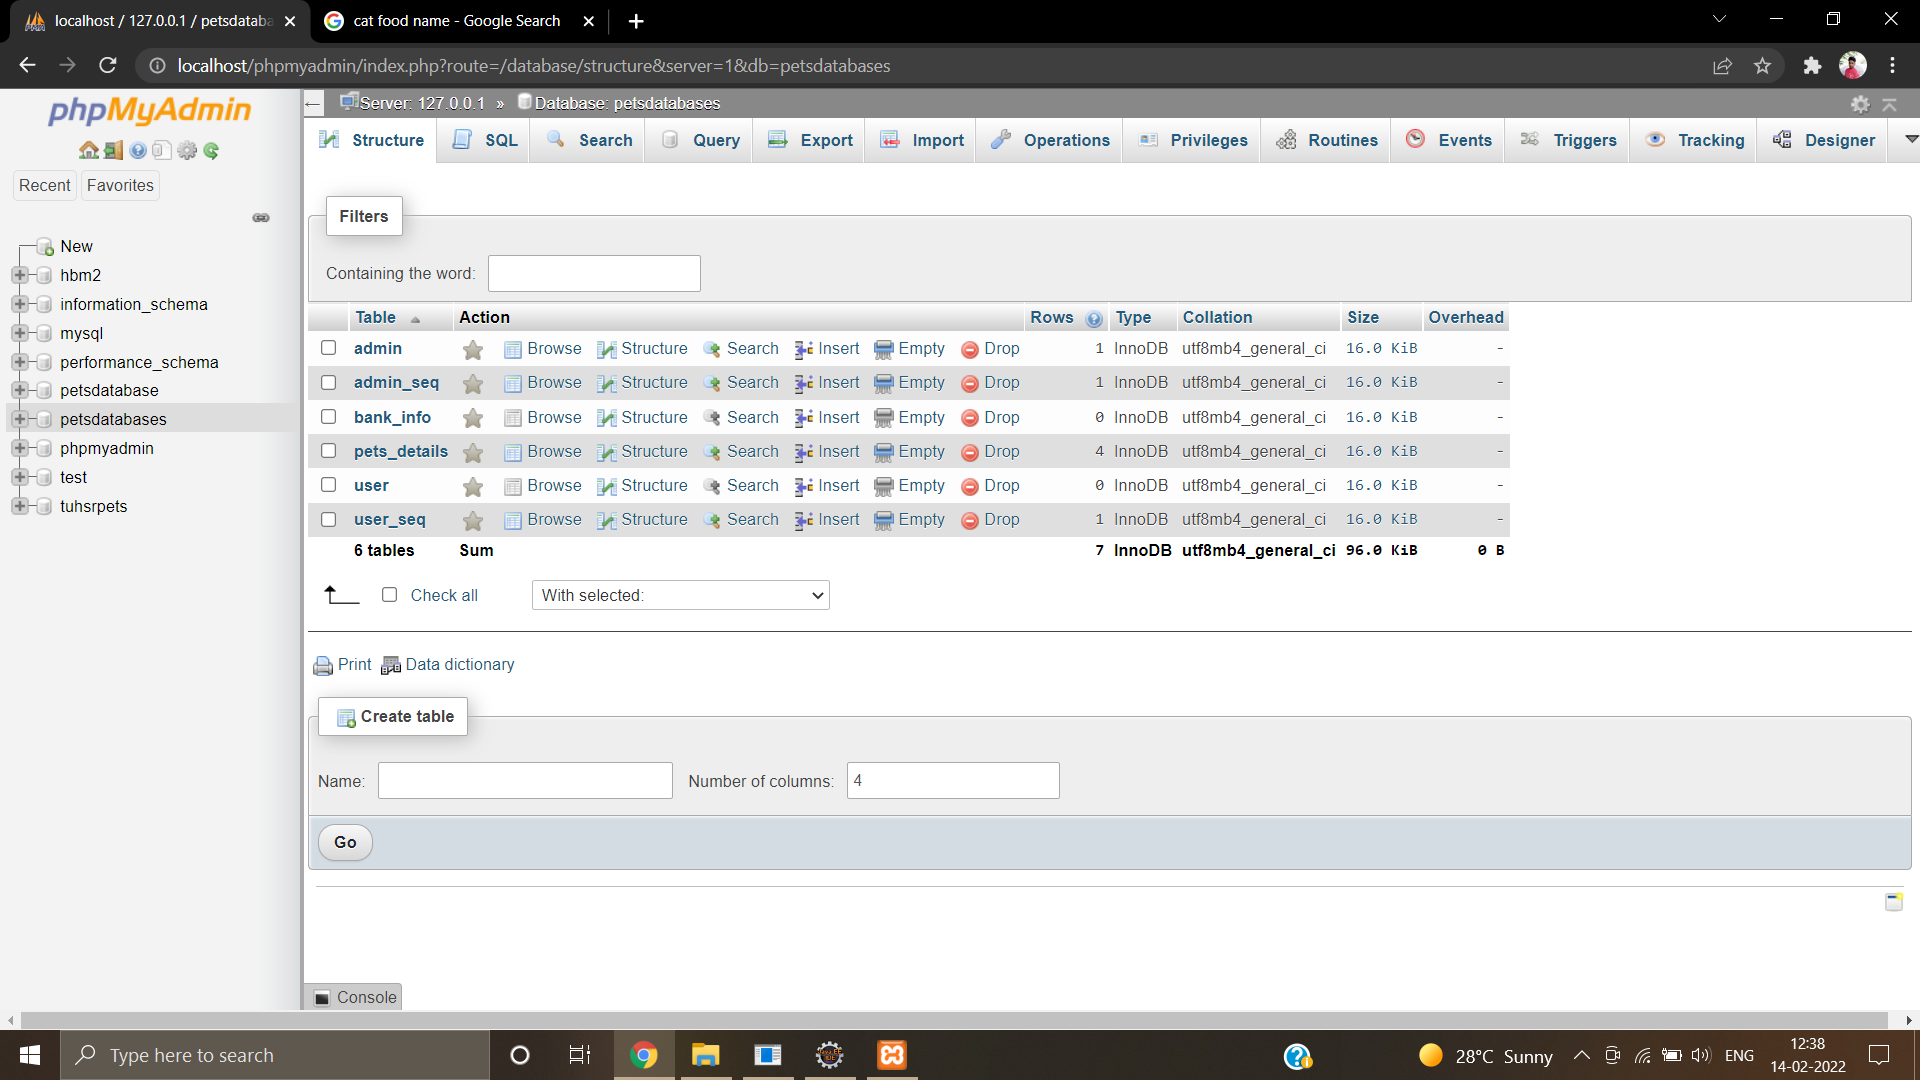 localhost / 127.0.0.1 / petsdataba
cat food name - Google Search
localhost/phpmyadmin/index.php?route=/database/structure&server=1&db=petsdatabases
phpMyAdmin
Recent Favorites
New
hbm2
information_schema
mysql
performance_schema
petsdatabase
petsdatabases
phpmyadmin
test
tuhsrpets
Server: 127.0.0.1 » Database: petsdatabases
Structure SQL Search Query Export Import Operations Privileges Routines Events Triggers Tracking Designer
Filters
Containing the word:
Table Action Rows Type Collation Size Overhead
admin Browse Structure Search Insert Empty Drop 1 InnoDB utf8mb4_general_ci 16.0 KiB -
admin_seq Browse Structure Search Insert Empty Drop 1 InnoDB utf8mb4_general_ci 16.0 KiB -
bank_info Browse Structure Search Insert Empty Drop 0 InnoDB utf8mb4_general_ci 16.0 KiB -
pets_details Browse Structure Search Insert Empty Drop 4 InnoDB utf8mb4_general_ci 16.0 KiB -
user Browse Structure Search Insert Empty Drop 0 InnoDB utf8mb4_general_ci 16.0 KiB -
user_seq Browse Structure Search Insert Empty Drop 1 InnoDB utf8mb4_general_ci 16.0 KiB -
6 tables Sum 7 InnoDB utf8mb4_general_ci 96.0 KiB 0 B
Check all With selected:
Print Data dictionary
Create table
Name: Number of columns: 4
Go
Console
Type here to search
28°C Sunny
ENG
12:38
14-02-2022